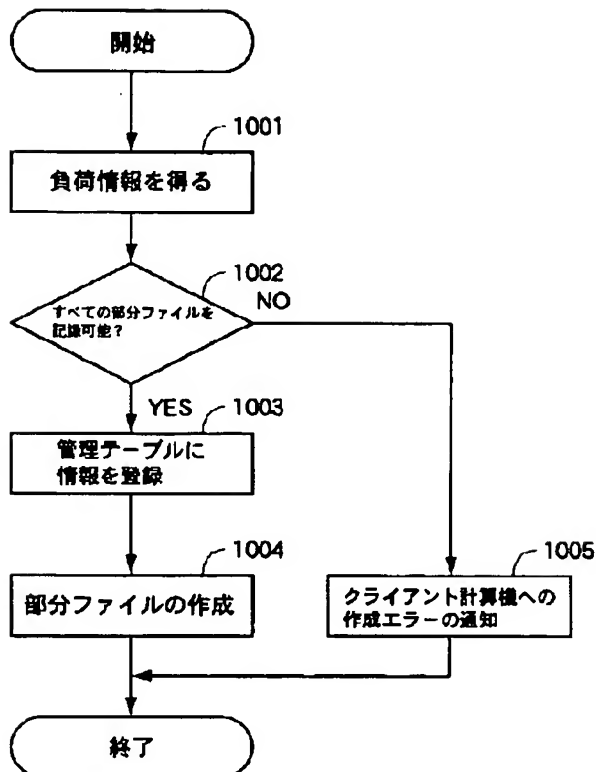 開始
1001
負荷情報を得る
1002
すべての部分ファイルを
記録可能?
NO
YES
1003
管理テーブルに
情報を登録
1004
部分ファイルの作成
1005
クライアント計算機への
作成エラーの通知
終了